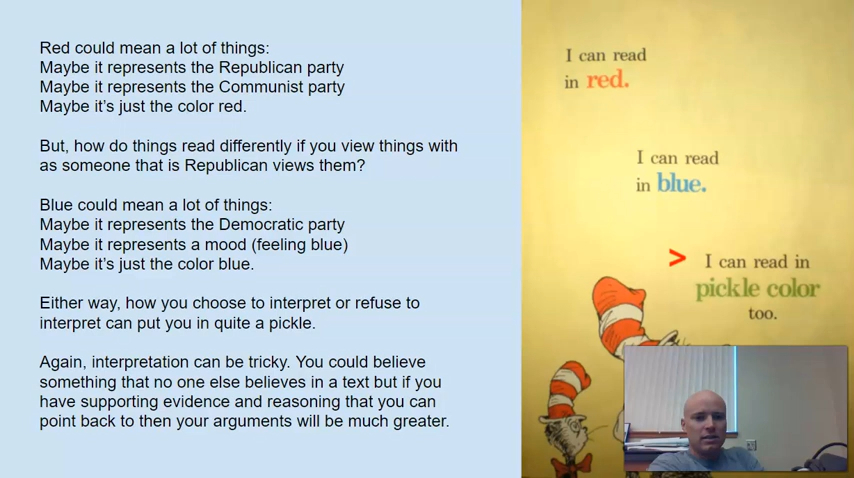 Red could mean a lot of things:
Maybe it represents the Republican party
Maybe it represents the Communist party
Maybe it's just the color red.
But, how do things read differently if you view things with
as someone that is Republican views them?
Blue could mean a lot of things:
Maybe it represents the Democratic party
Maybe it represents a mood (feeling blue)
Maybe it's just the color blue.
Either way, how you choose to interpret or refuse to
interpret can put you in quite a pickle.
Again, interpretation can be tricky. You could believe
something that no one else believes in a text but if you
have supporting evidence and reasoning that you can
point back to then your arguments will be much greater.
I can read
in red.
I can read
in blue.
> I can read in
pickle color
too.